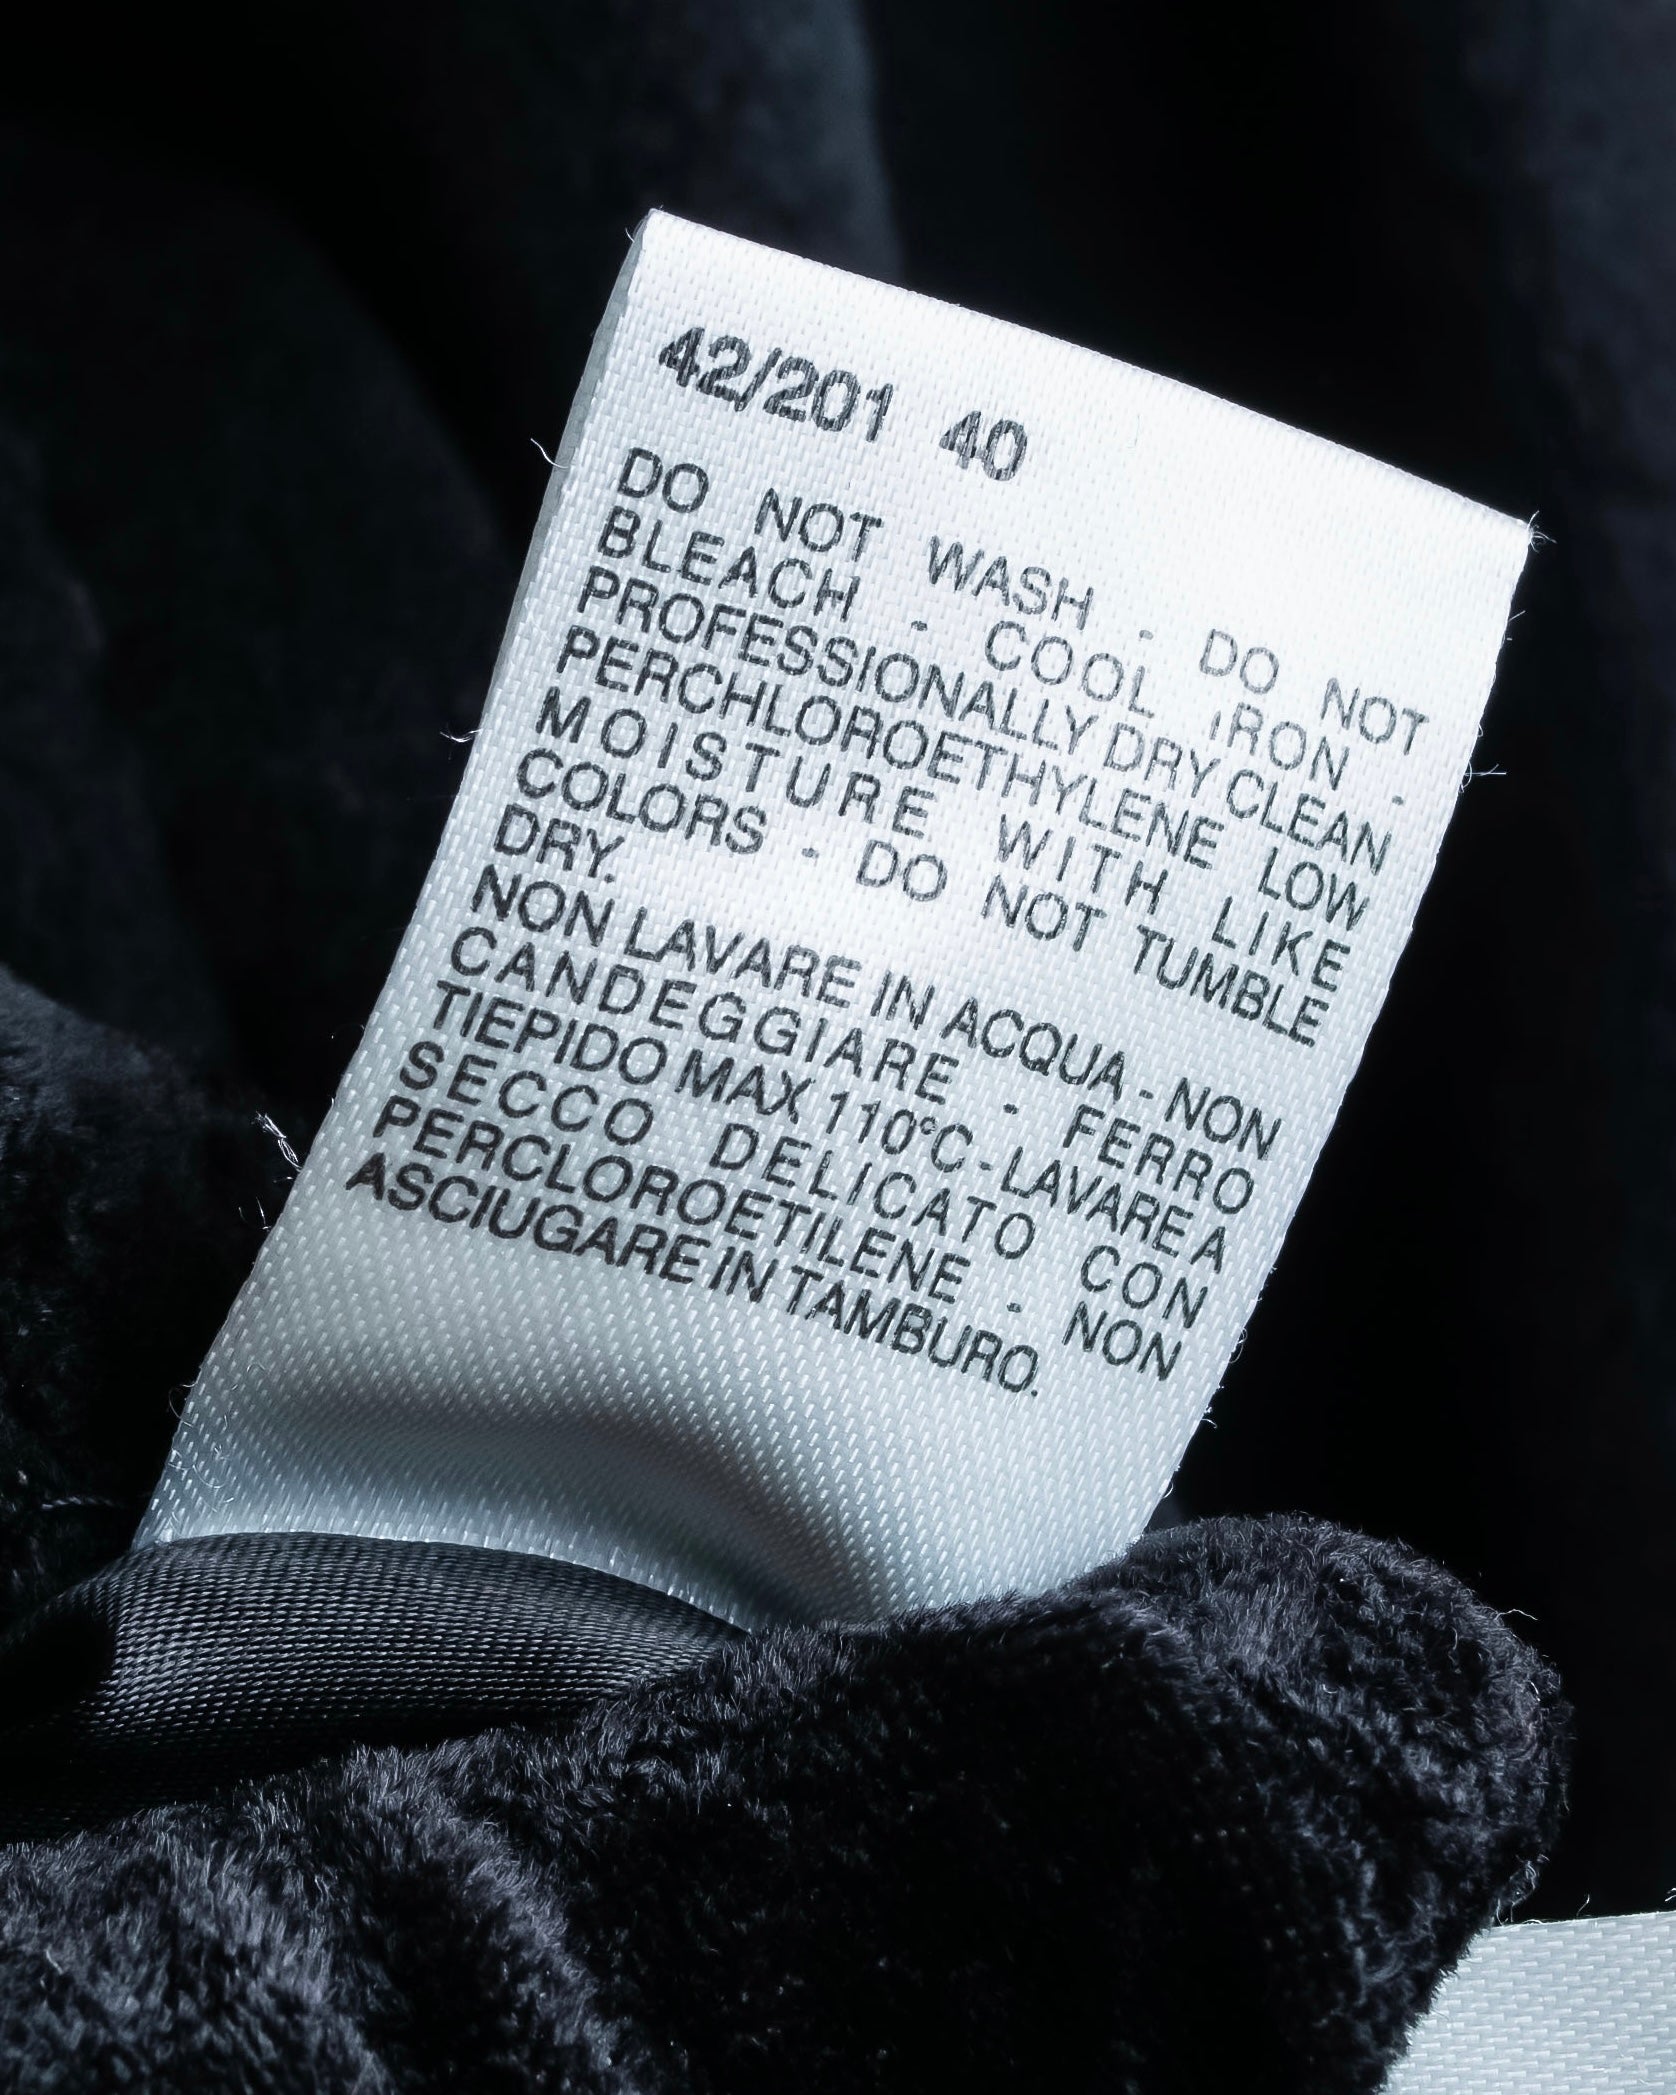 42/201 40
DO NOT WASH - DO NOT
BLEACH - COOL IRON -
PROFESSIONALLY DRY CLEAN
PERCHLOROETHYLENE LOW
MOISTURE WITH LIKE
COLORS - DO NOT TUMBLE
DRY.
NON LAVARE IN ACQUA - NON
CANDEGGIARE - FERRO
TIEPIDO MAX 110°C - LAVARE A
SECCO DELICATO CON
PERCLOROETILENE - NON
ASCIUGARE IN TAMBURO.